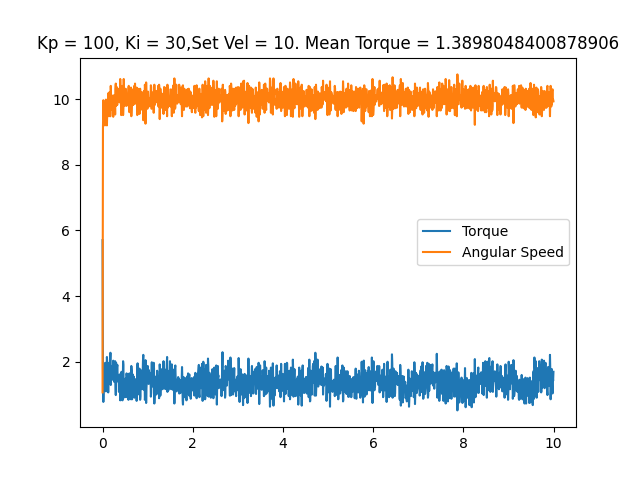 Kp = 100, Ki = 30,Set Vel = 10. Mean Torque = 1.3898048400878906
10
8
6
4
2
Torque
Angular Speed
0 2 4 6 8 10